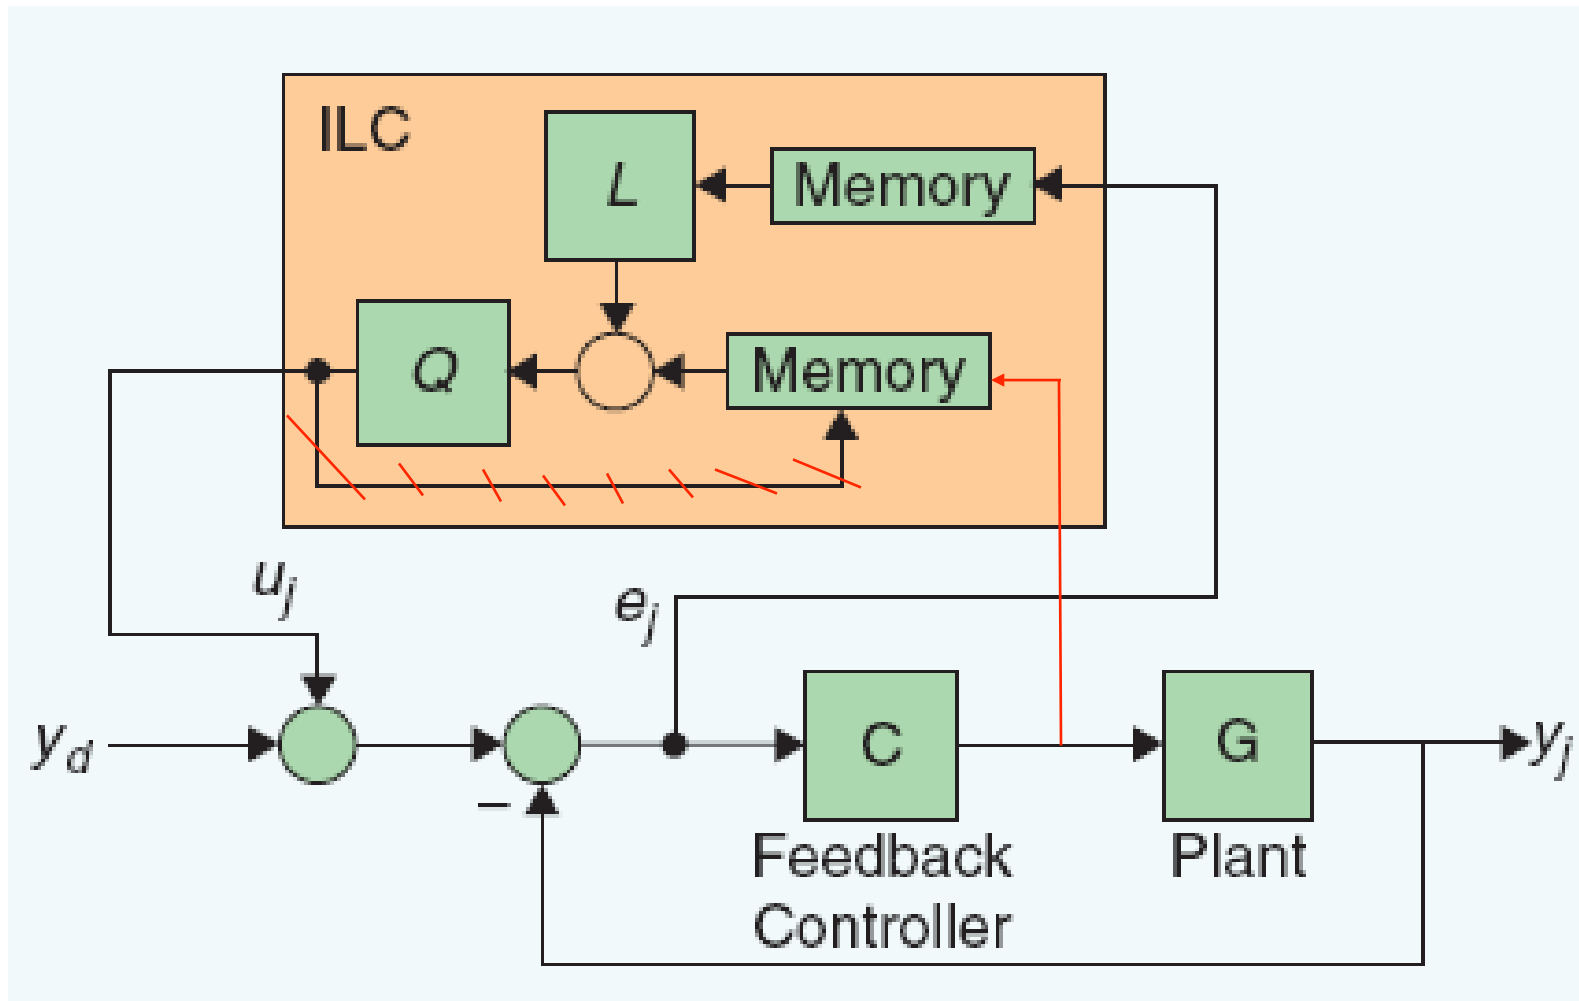 ILC
L
Memory
Q
Memory
u_j
e_j
y_d
–
C
G
y_j
Feedback
Controller
Plant